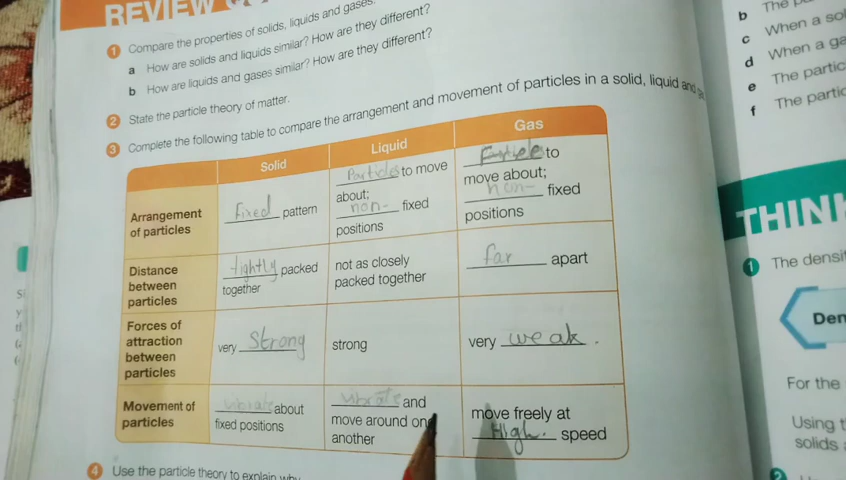 REVIEW
1 Compare the properties of solids, liquids and gases.
a How are solids and liquids similar? How are they different?
b How are liquids and gases similar? How are they different?
2 State the particle theory of matter.
3 Complete the following table to compare the arrangement and movement of particles in a solid, liquid and
Solid Liquid Gas
Arrangement of particles
Fixed pattern
Particles to move
about;
non- fixed
positions
Particle to
move about;
non- fixed
positions
Distance
between
particles
tightly packed
together
not as closely
packed together
far apart
Forces of
attraction
between
particles
very Strong
strong
very weak.
Movement of
particles
vibrate about
fixed positions
vibrate and
move around one
another
move freely at
High. speed
4 Use the particle theory to explain why
b The
c When a
d When a
e The
f The
THINK
1 The
Den
For the
Using
solids
2